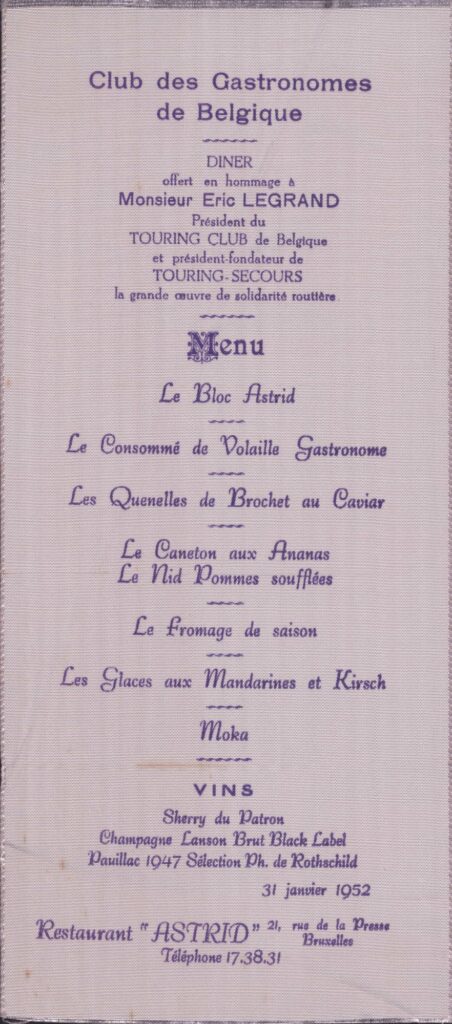 Club des Gastronomes
de Belgique
DINER
offert en hommage à
Monsieur Eric LEGRAND
Président du
TOURING CLUB de Belgique
et président-fondateur de
TOURING-SECOURS
la grande œuvre de solidarité routière
Menu
Le Bloc Astrid
Le Consommé de Volaille Gastronome
Les Quenelles de Brochet au Caviar
Le Caneton aux Ananas
Le Nid Pommes soufflées
Le Fromage de saison
Les Glaces aux Mandarines et Kirsch
Moka
VINS
Sherry du Patron
Champagne Lanson Brut Black Label
Pauillac 1947 Sélection Ph. de Rothschild
31 janvier 1952
Restaurant "ASTRID" 21, rue de la Presse
Bruxelles
Téléphone 17.38.31